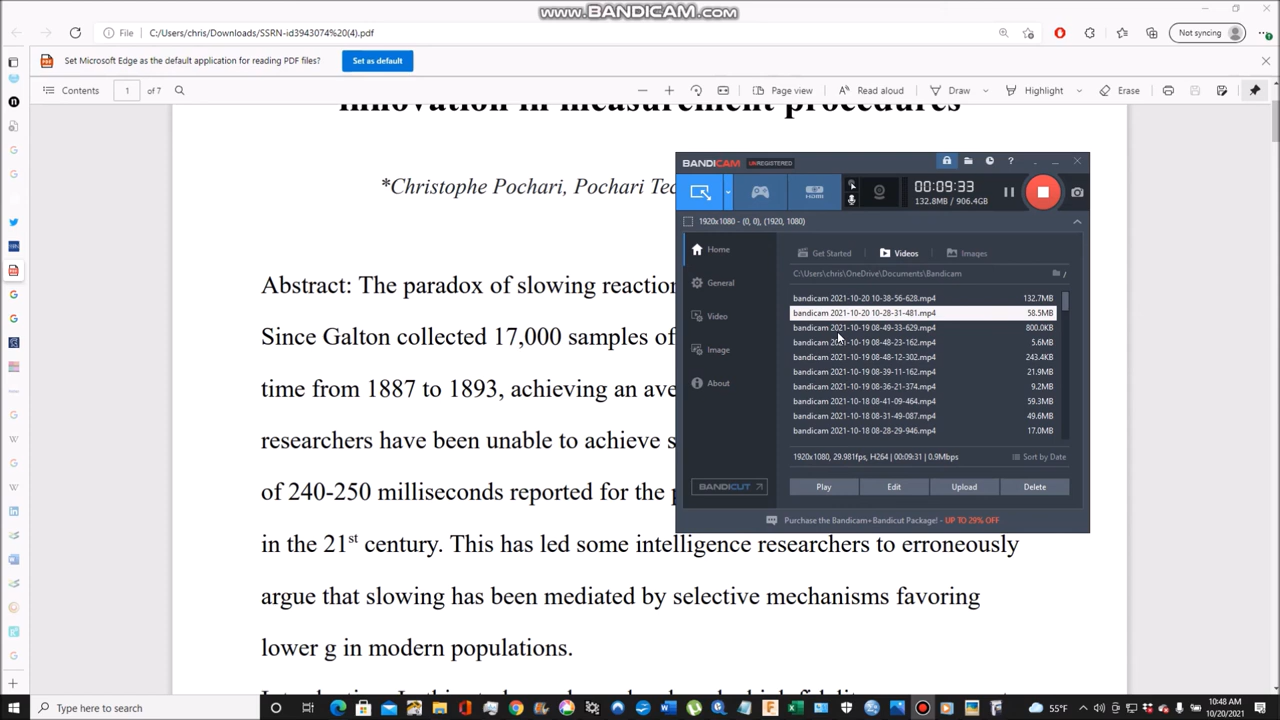 www.BANDICAM.com
File C:/Users/chris/Downloads/SSRN-id3943074%20(4).pdf
Not syncing
Set Microsoft Edge as the default application for reading PDF files?
Set as default
Contents 1 of 7
Page view Read aloud Draw Highlight Erase
innovation in measurement procedures
*Christophe Pochari, Pochari Tec
Abstract: The paradox of slowing reaction
Since Galton collected 17,000 samples of
time from 1887 to 1893, achieving an ave
researchers have been unable to achieve s
of 240-250 milliseconds reported for the p
in the 21st century. This has led some intelligence researchers to erroneously
argue that slowing has been mediated by selective mechanisms favoring
lower g in modern populations.
BANDICAM UNREGISTERED
HDMI
00:09:33
132.8MB / 906.4GB
1920x1080 - (0, 0), (1920, 1080)
Home
General
Video
Image
About
BANDICUT
Get Started Videos Images
C:\Users\chris\OneDrive\Documents\Bandicam
bandicam 2021-10-20 10-38-56-628.mp4 132.7MB
bandicam 2021-10-20 10-28-31-481.mp4 58.5MB
bandicam 2021-10-19 08-49-33-629.mp4 800.0KB
bandicam 2021-10-19 08-48-23-162.mp4 5.6MB
bandicam 2021-10-19 08-48-12-302.mp4 243.4KB
bandicam 2021-10-19 08-39-11-162.mp4 21.9MB
bandicam 2021-10-19 08-36-21-374.mp4 9.2MB
bandicam 2021-10-18 08-41-09-464.mp4 59.3MB
bandicam 2021-10-18 08-31-49-087.mp4 49.6MB
bandicam 2021-10-18 08-28-29-946.mp4 17.0MB
1920x1080, 29.981fps, H264 | 00:09:31 | 0.9Mbps
Sort by Date
Play Edit Upload Delete
Purchase the Bandicam+Bandicut Package! - UP TO 29% OFF
Type here to search
55°F
10:48 AM
10/20/2021